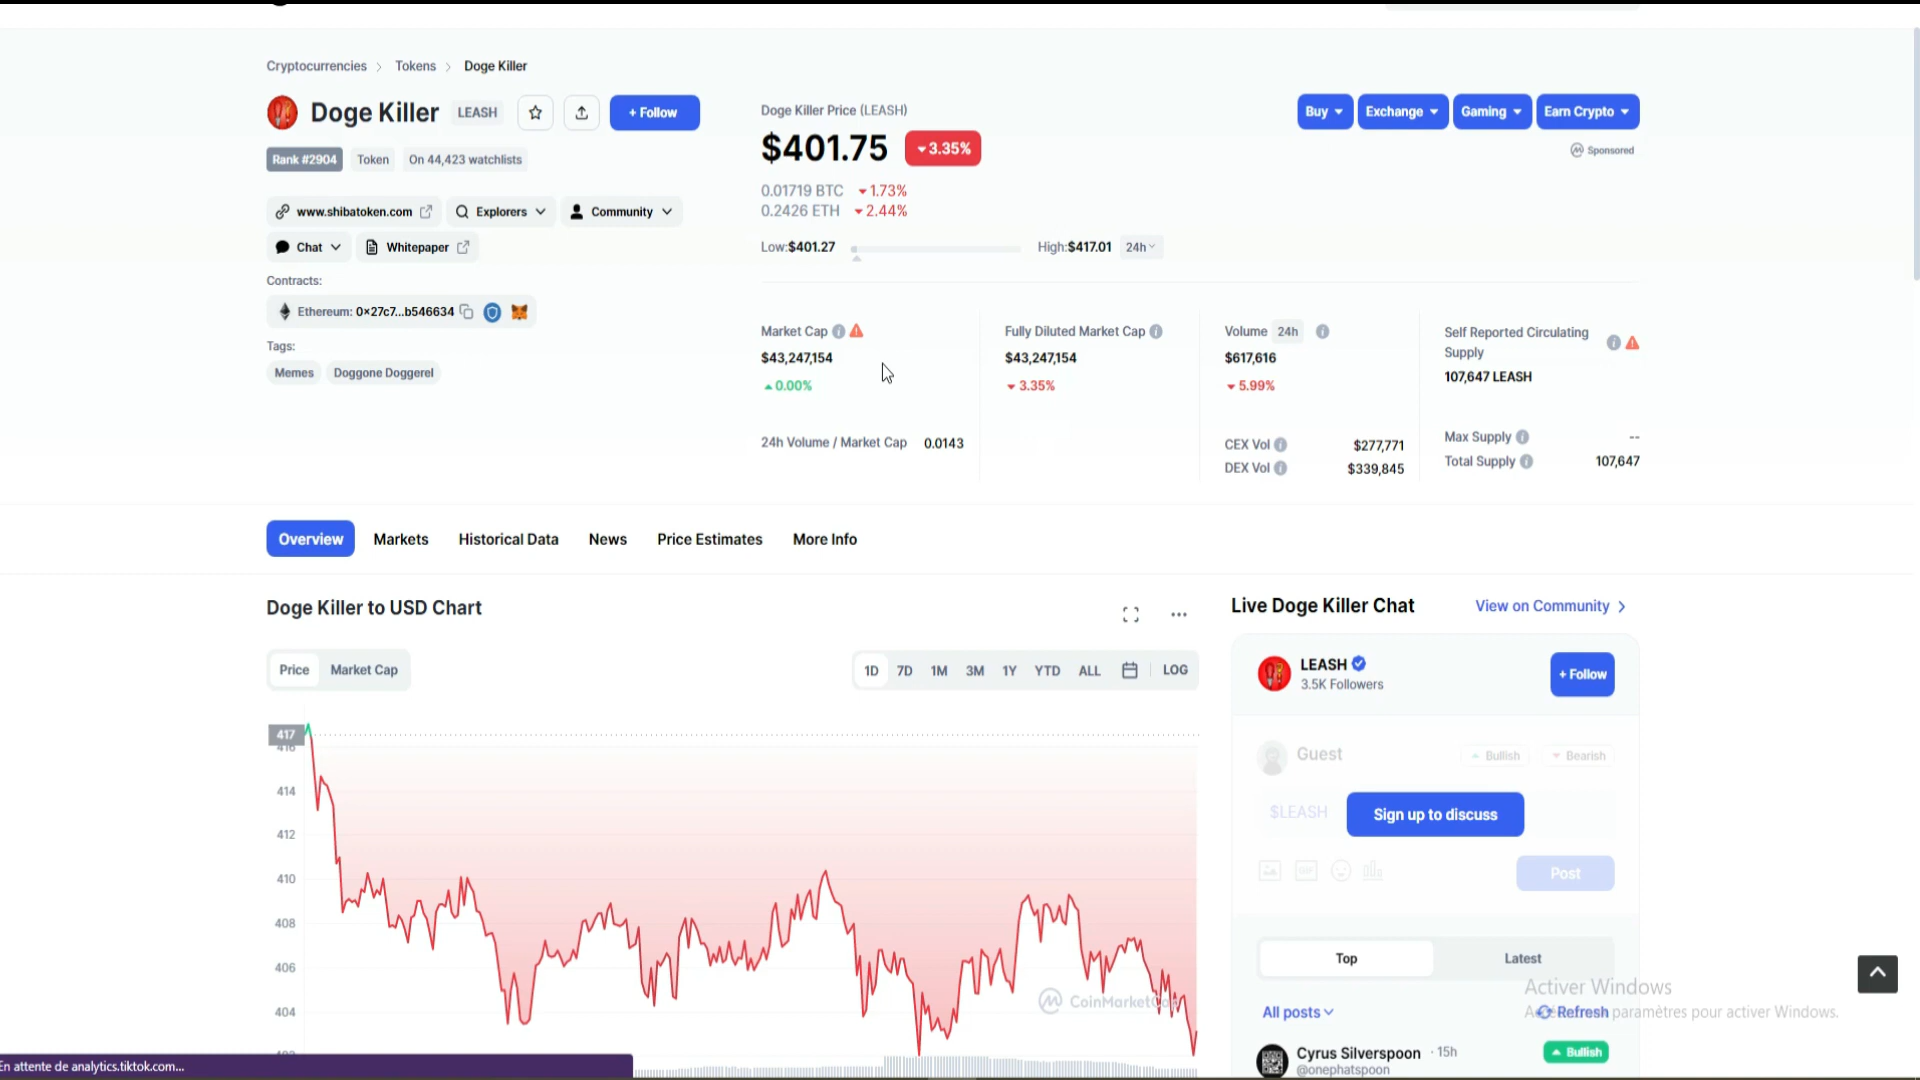 Cryptocurrencies > Tokens > Doge Killer
Doge Killer LEASH
+ Follow
Rank #2904 Token On 44,423 watchlists
www.shibatoken.com Explorers Community
Chat Whitepaper
Contracts:
Ethereum: 0×27c7...b546634
Tags:
Memes Doggone Doggerel
Doge Killer Price (LEASH)
$401.75 3.35%
0.01719 BTC 1.73%
0.2426 ETH 2.44%
Low:$401.27 High:$417.01 24h
Buy Exchange Gaming Earn Crypto
Sponsored
Market Cap
$43,247,154
0.00%
24h Volume / Market Cap 0.0143
Fully Diluted Market Cap
$43,247,154
3.35%
Volume 24h
$617,616
5.99%
CEX Vol $277,771
DEX Vol $339,845
Self Reported Circulating
Supply
107,647 LEASH
Max Supply --
Total Supply 107,647
Overview Markets Historical Data News Price Estimates More Info
Doge Killer to USD Chart
Price Market Cap
1D 7D 1M 3M 1Y YTD ALL LOG
417
416
414
412
410
408
406
404
CoinMarketC
Live Doge Killer Chat View on Community >
LEASH
3.5K Followers
+ Follow
Guest Bullish Bearish
$LEASH Sign up to discuss
GIF
Post
Top Latest
Activer Windows
All posts Refresh
paramètres pour activer Windows.
Cyrus Silverspoon · 15h
@onephatspoon
Bullish
En attente de analytics.tiktok.com...